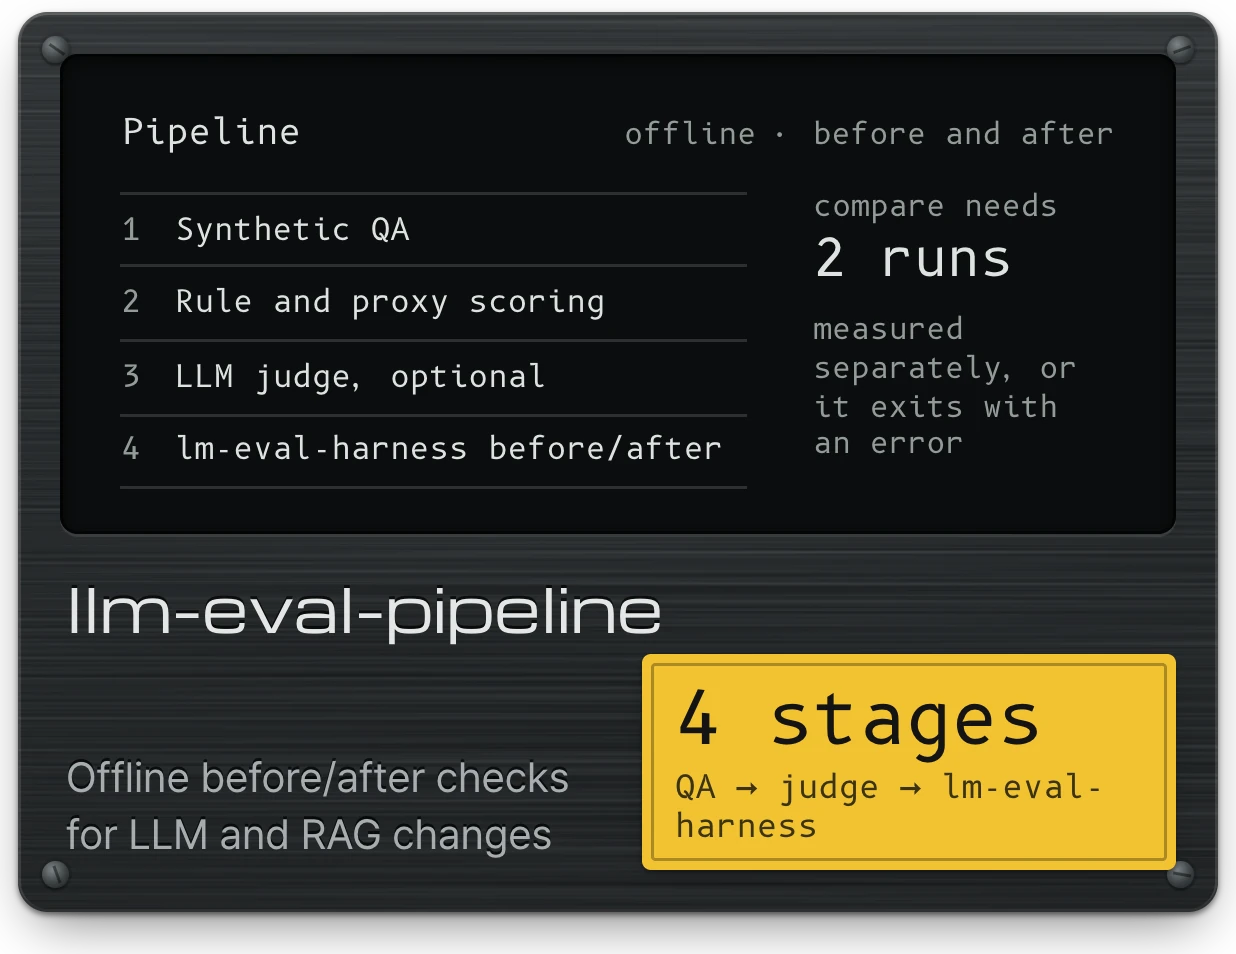 Pipeline
offline · before and after
1 Synthetic QA
2 Rule and proxy scoring
3 LLM judge, optional
4 lm-eval-harness before/after
compare needs
2 runs
measured
separately, or
it exits with
an error
llm-eval-pipeline
Offline before/after checks
for LLM and RAG changes
4 stages
QA → judge → lm-eval-
harness